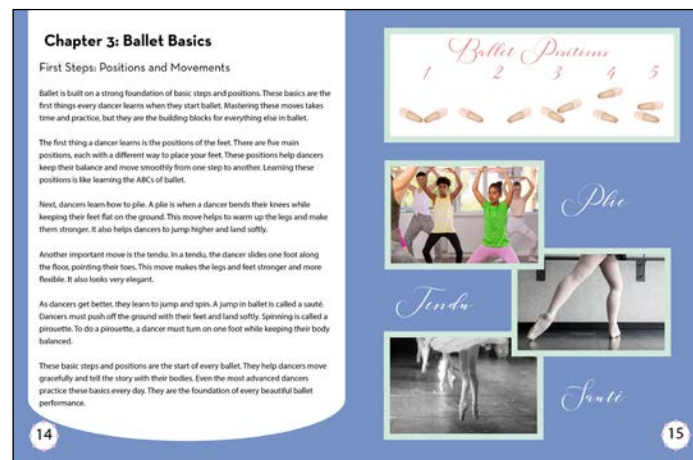 Chapter 3: Ballet Basics
First Steps: Positions and Movements
Ballet is built on a strong foundation of basic steps and positions. These basics are the
first things every dancer learns when they start ballet. Mastering these moves takes
time and practice, but they are the building blocks for everything else in ballet.
The first thing a dancer learns is the positions of the feet. There are five main
positions, each with a different way to place your feet. These positions help dancers
keep their balance and move smoothly from one step to another. Learning these
positions is like learning the ABCs of ballet.
Next, dancers learn how to plie. A plie is when a dancer bends their knees while
keeping their feet flat on the ground. This move helps to warm up the legs and make
them stronger. It also helps dancers to jump higher and land softly.
Another important move is the tendu. In a tendu, the dancer slides one foot along
the floor, pointing their toes. This move makes the legs and feet stronger and more
flexible. It also looks very elegant.
As dancers get better, they learn to jump and spin. A jump in ballet is called a sauté.
Dancers must push off the ground with their feet and land softly. Spinning is called a
pirouette. To do a pirouette, a dancer must turn on one foot while keeping their body
balanced.
These basic steps and positions are the start of every ballet. They help dancers move
gracefully and tell the story with their bodies. Even the most advanced dancers
practice these basics every day. They are the foundation of every beautiful ballet
performance.
14
Ballet Positions
1 2 3 4 5
Plie
Tendu
Sauté
15